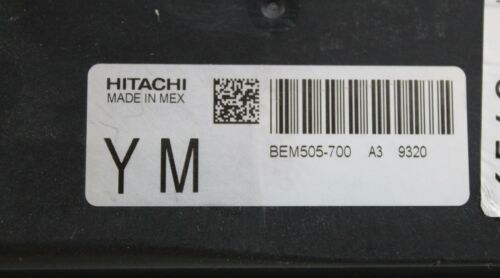 HITACHI
MADE IN MEX
Y M
BEM505-700 A3 9320